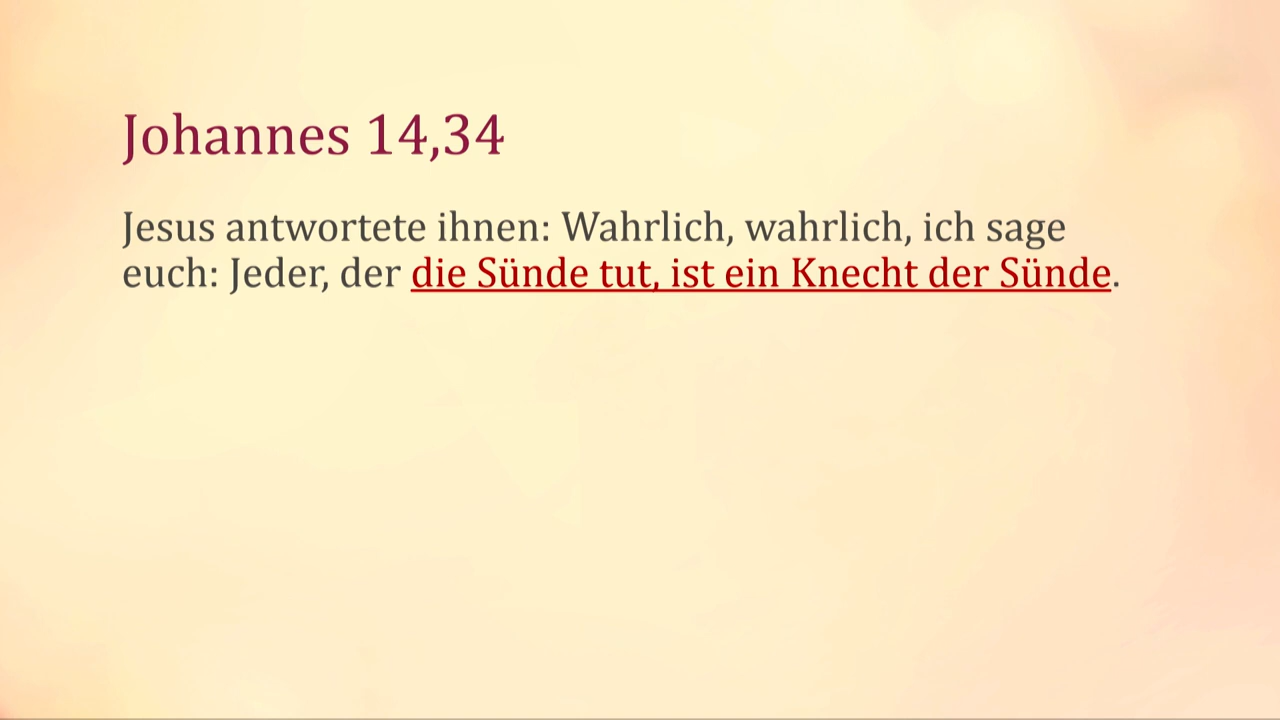 Johannes 14,34
Jesus antwortete ihnen: Wahrlich, wahrlich, ich sage
euch: Jeder, der die Sünde tut, ist ein Knecht der Sünde.